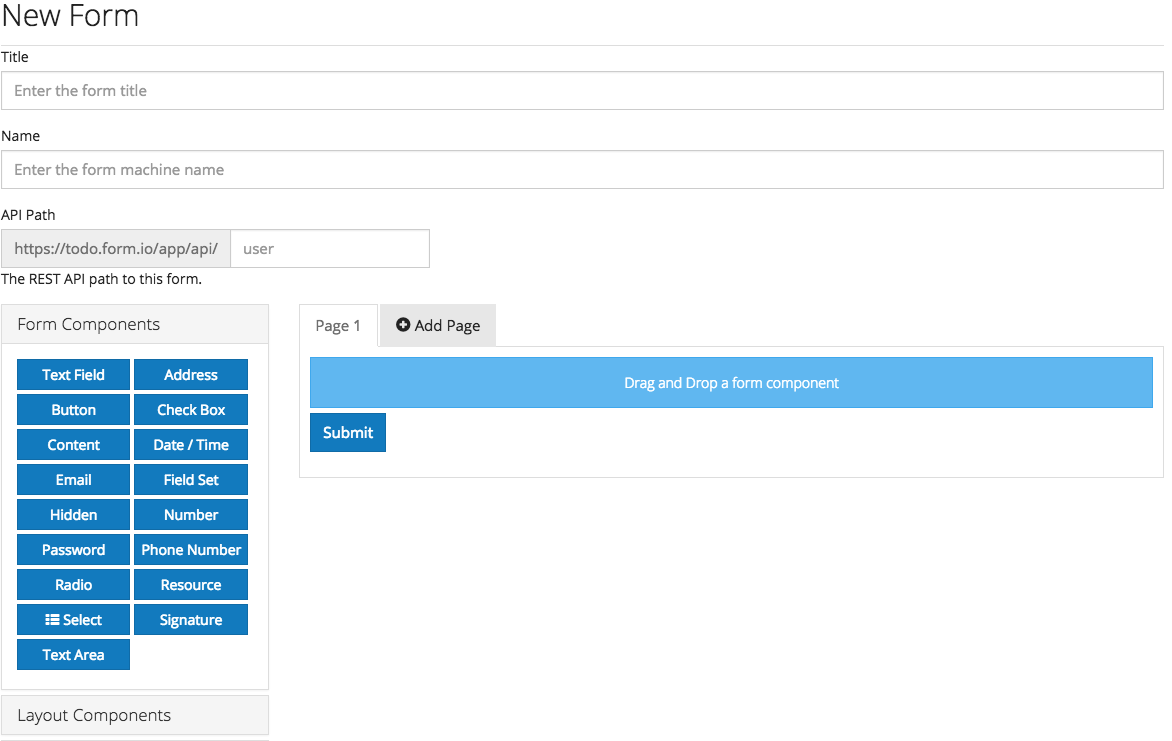 New Form
Title
Enter the form title
Name
Enter the form machine name
API Path
https://todo.form.io/app/api/ user
The REST API path to this form.
Form Components
Text Field Address
Button Check Box
Content Date / Time
Email Field Set
Hidden Number
Password Phone Number
Radio Resource
Select Signature
Text Area
Layout Components
Page 1 Add Page
Drag and Drop a form component
Submit